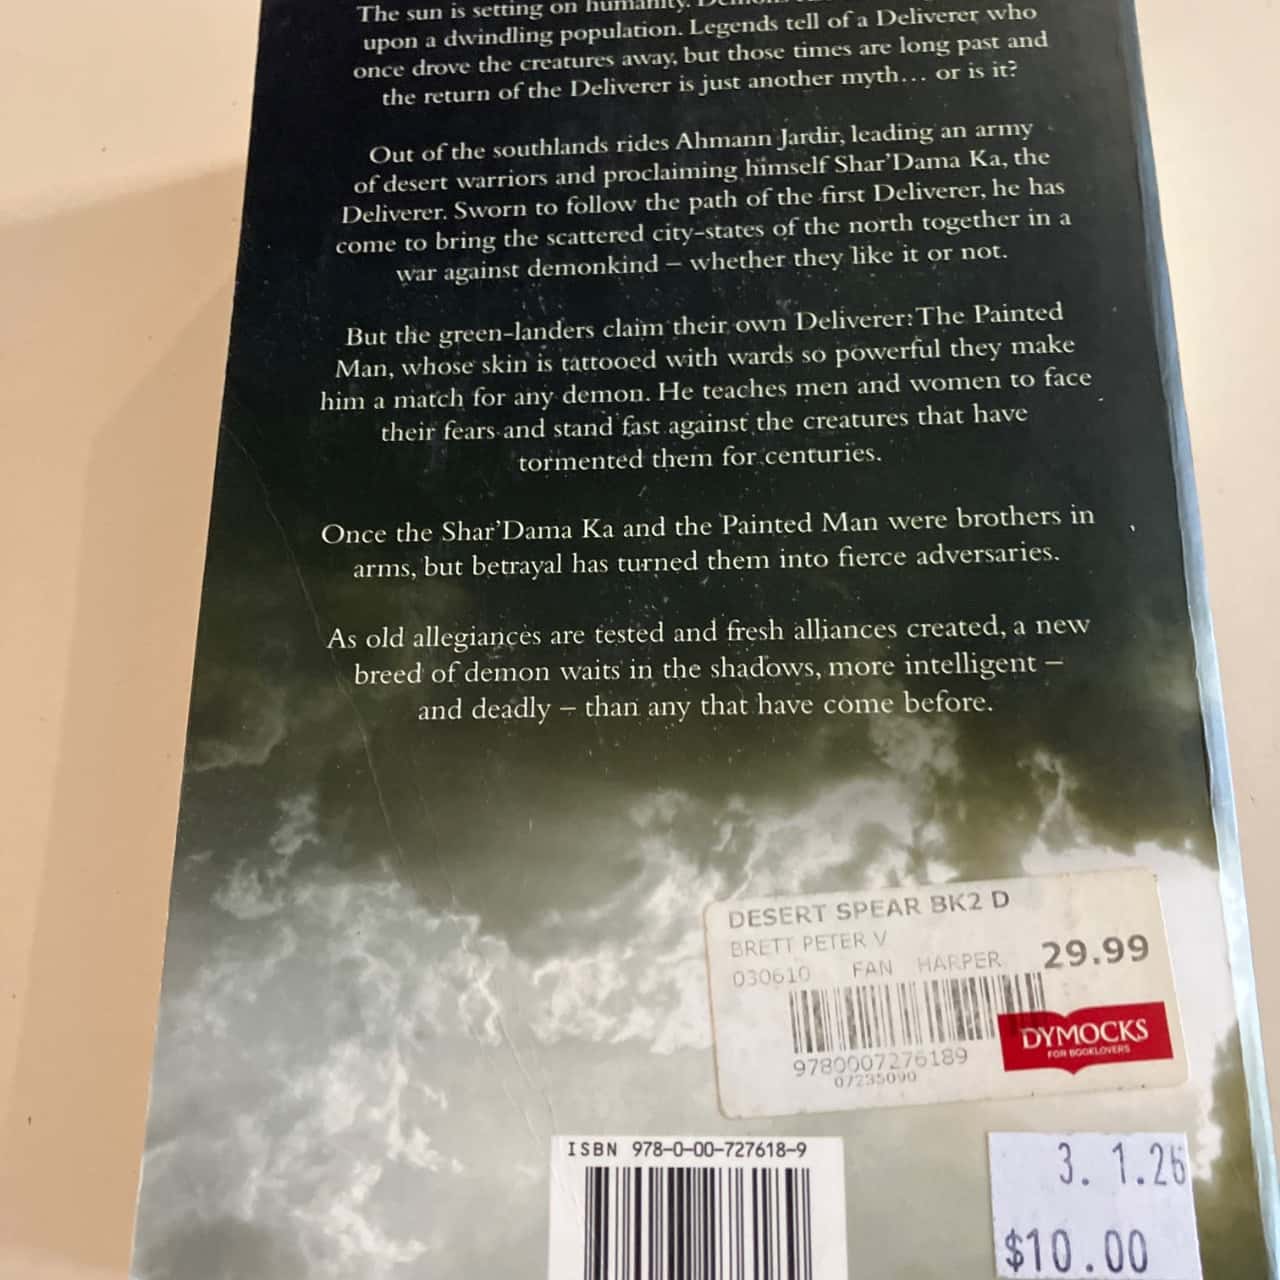 The sun is setting on humanity.
upon a dwindling population. Legends tell of a Deliverer who
once drove the creatures away, but those times are long past and
the return of the Deliverer is just another myth... or is it?
Out of the southlands rides Ahmann Jardir, leading an army
of desert warriors and proclaiming himself Shar'Dama Ka, the
Deliverer. Sworn to follow the path of the first Deliverer, he has
come to bring the scattered city-states of the north together in a
war against demonkind – whether they like it or not.
But the green-landers claim their own Deliverer: The Painted
Man, whose skin is tattooed with wards so powerful they make
him a match for any demon. He teaches men and women to face
their fears and stand fast against the creatures that have
tormented them for centuries.
Once the Shar'Dama Ka and the Painted Man were brothers in
arms, but betrayal has turned them into fierce adversaries.
As old allegiances are tested and fresh alliances created, a new
breed of demon waits in the shadows, more intelligent –
and deadly – than any that have come before.
DESERT SPEAR BK2 D
BRETT PETER V
030610 FAN HARPER 29.99
DYMOCKS
FOR BOOKLOVERS
9780007276189
07235090
ISBN 978-0-00-727618-9
3. 1.26
$10.00